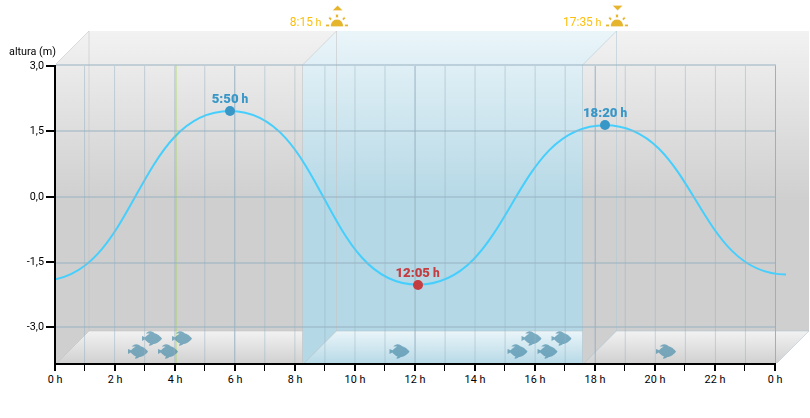 8:15 h
17:35 h
altura (m)
3,0
5:50 h
18:20 h
1,5
0,0
-1,5
12:05 h
-3,0
0 h
2 h
4 h
6 h
8 h
10 h
12 h
14 h
16 h
18 h
20 h
22 h
0 h